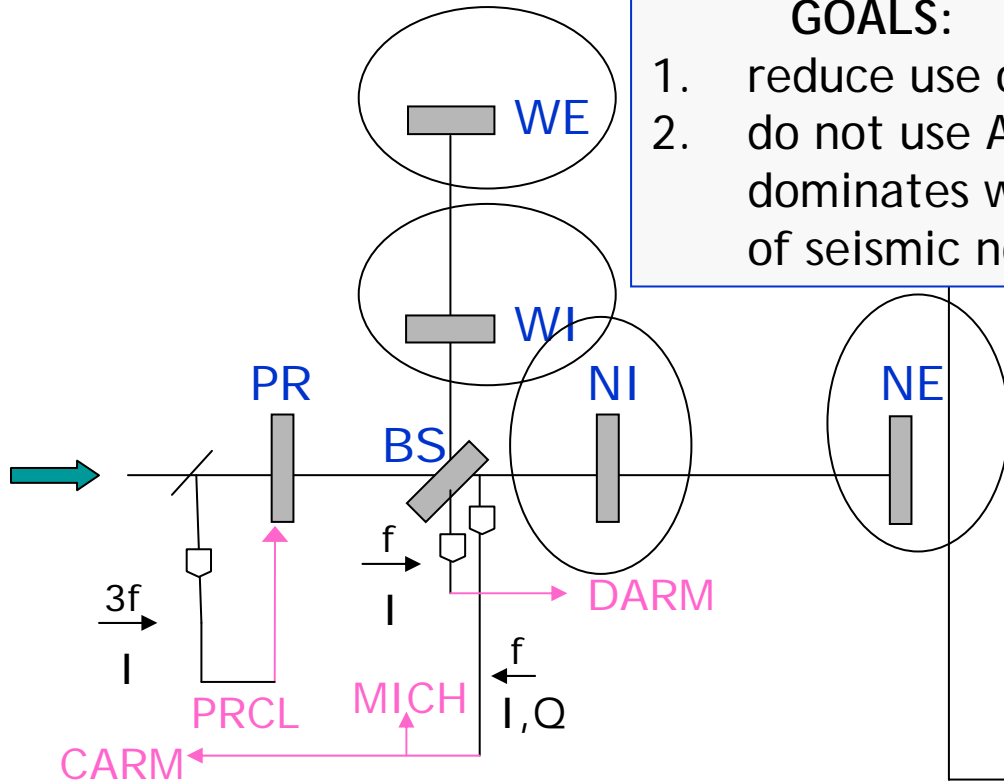 GOALS:
1. reduce use
2. do not use
dominates
of seismic
WE
WI
PR
NI
NE
BS
f
I
DARM
3f
I
f
I,Q
MICH
PRCL
CARM